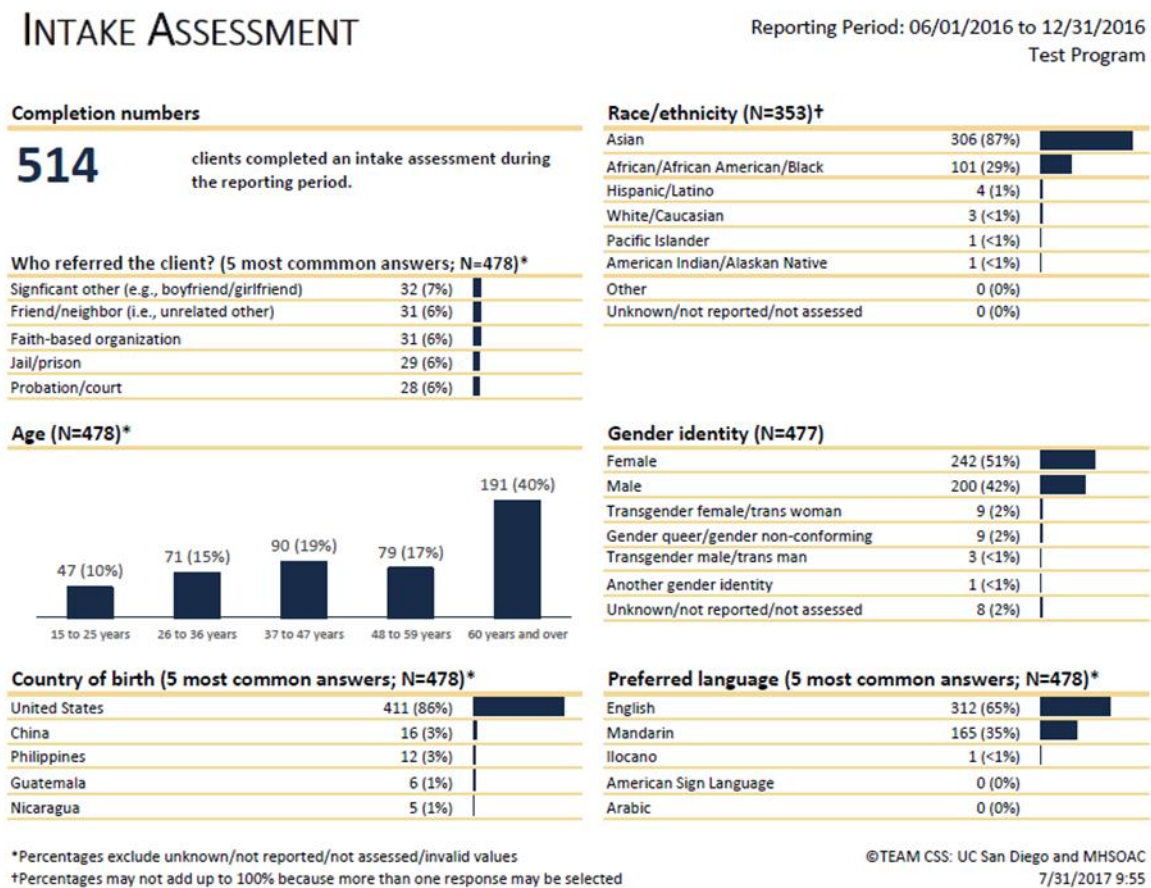 INTAKE ASSESSMENT
Reporting Period: 06/01/2016 to 12/31/2016
Test Program
Completion numbers
514
clients completed an intake assessment during
the reporting period.
Who referred the client? (5 most commmon answers; N=478)*
Signficant other (e.g., boyfriend/girlfriend) 32 (7%)
Friend/neighbor (i.e., unrelated other) 31 (6%)
Faith-based organization 31 (6%)
Jail/prison 29 (6%)
Probation/court 28 (6%)
Race/ethnicity (N=353)†
Asian 306 (87%)
African/African American/Black 101 (29%)
Hispanic/Latino 4 (1%)
White/Caucasian 3 (<1%)
Pacific Islander 1 (<1%)
American Indian/Alaskan Native 1 (<1%)
Other 0 (0%)
Unknown/not reported/not assessed 0 (0%)
Age (N=478)*
47 (10%) 71 (15%) 90 (19%) 79 (17%) 191 (40%)
15 to 25 years 26 to 36 years 37 to 47 years 48 to 59 years 60 years and over
Gender identity (N=477)
Female 242 (51%)
Male 200 (42%)
Transgender female/trans woman 9 (2%)
Gender queer/gender non-conforming 9 (2%)
Transgender male/trans man 3 (<1%)
Another gender identity 1 (<1%)
Unknown/not reported/not assessed 8 (2%)
Country of birth (5 most common answers; N=478)*
United States 411 (86%)
China 16 (3%)
Philippines 12 (3%)
Guatemala 6 (1%)
Nicaragua 5 (1%)
Preferred language (5 most common answers; N=478)*
English 312 (65%)
Mandarin 165 (35%)
Ilocano 1 (<1%)
American Sign Language 0 (0%)
Arabic 0 (0%)
*Percentages exclude unknown/not reported/not assessed/invalid values
†Percentages may not add up to 100% because more than one response may be selected
©TEAM CSS: UC San Diego and MHSOAC
7/31/2017 9:55